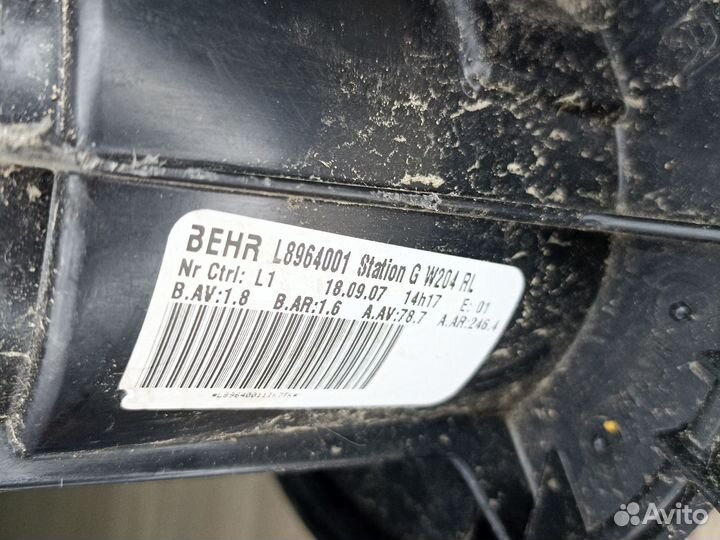 BEHR L8964001 Station G W204 RL
Nr Ctrl: L1 18.09.07 14h17 E: 01
B.AV:1.8 B.AR:1.6 A.AV:78.7 A.AR:246.4
Avito